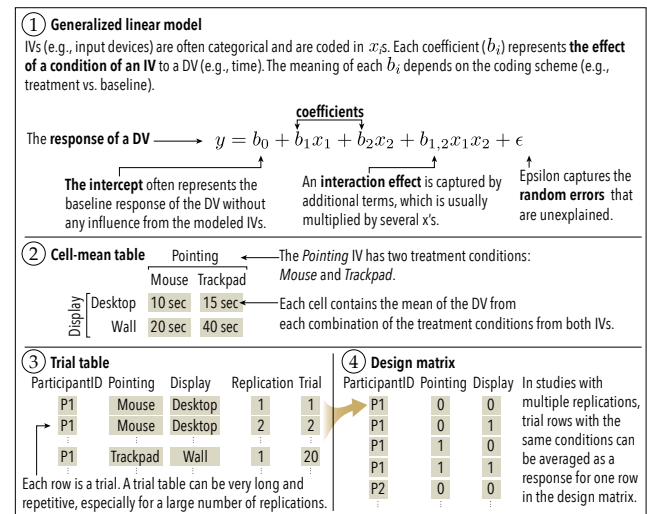 1 Generalized linear model
IVs (e.g., input devices) are often categorical and are coded in xᵢs. Each coefficient (bᵢ) represents the effect
of a condition of an IV to a DV (e.g., time). The meaning of each bᵢ depends on the coding scheme (e.g.,
treatment vs. baseline).
coefficients
The response of a DV y = b₀ + b₁x₁ + b₂x₂ + b₁,₂x₁x₂ + ϵ
The intercept often represents the
baseline response of the DV without
any influence from the modeled IVs.
An interaction effect is captured by
additional terms, which is usually
multiplied by several x's.
Epsilon captures the
random errors that
are unexplained.
2 Cell-mean table
Pointing
Mouse Trackpad
Display
Desktop 10 sec 15 sec
Wall 20 sec 40 sec
The Pointing IV has two treatment conditions:
Mouse and Trackpad.
Each cell contains the mean of the DV from
each combination of the treatment conditions from both IVs.
3 Trial table
ParticipantID Pointing Display Replication Trial
P1 Mouse Desktop 1 1
P1 Mouse Desktop 2 2
P1 Trackpad Wall 1 20
Each row is a trial. A trial table can be very long and
repetitive, especially for a large number of replications.
4 Design matrix
ParticipantID Pointing Display
P1 0 0
P1 0 1
P1 1 0
P1 1 1
P2 0 0
In studies with
multiple replications,
trial rows with the
same conditions can
be averaged as a
response for one row
in the design matrix.